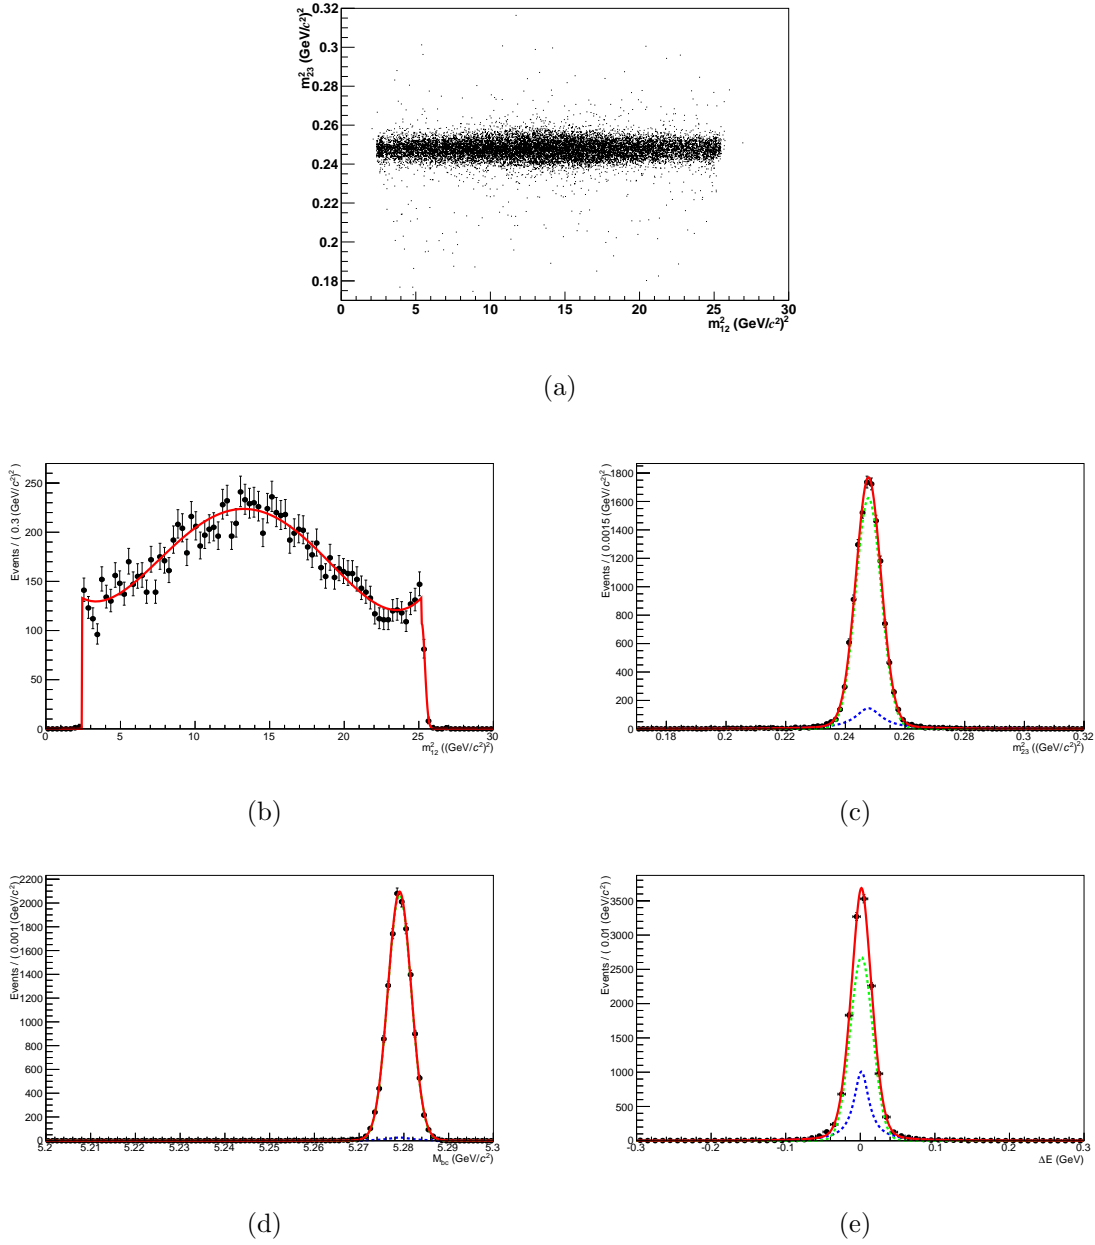 m²₂₃ (GeV/c²)²
0.32
0.3
0.28
0.26
0.24
0.22
0.2
0.18
0 5 10 15 20 25 30
m²₁₂ (GeV/c²)²
(a)
Events / ( 0.3 (GeV/c²)² )
250
200
150
100
50
0
0 5 10 15 20 25 30
m²₁₂ ((GeV/c²)²)
(b)
Events / ( 0.0015 (GeV/c²)² )
1800
1600
1400
1200
1000
800
600
400
200
0
0.18 0.2 0.22 0.24 0.26 0.28 0.3 0.32
m²₂₃ ((GeV/c²)²)
(c)
Events / ( 0.001 (GeV/c²) )
2200
2000
1800
1600
1400
1200
1000
800
600
400
200
0
5.2 5.21 5.22 5.23 5.24 5.25 5.26 5.27 5.28 5.29 5.3
M_bc (GeV/c²)
(d)
Events / ( 0.01 (GeV) )
3500
3000
2500
2000
1500
1000
500
0
-0.3 -0.2 -0.1 0 0.1 0.2 0.3
ΔE (GeV)
(e)